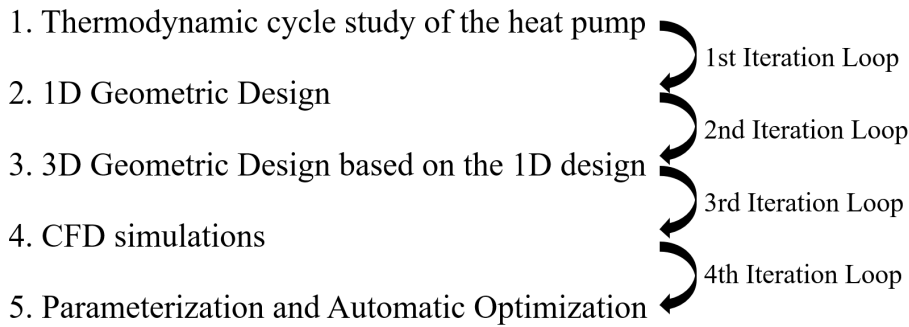 1. Thermodynamic cycle study of the heat pump
1st Iteration Loop
2. 1D Geometric Design
2nd Iteration Loop
3. 3D Geometric Design based on the 1D design
3rd Iteration Loop
4. CFD simulations
4th Iteration Loop
5. Parameterization and Automatic Optimization